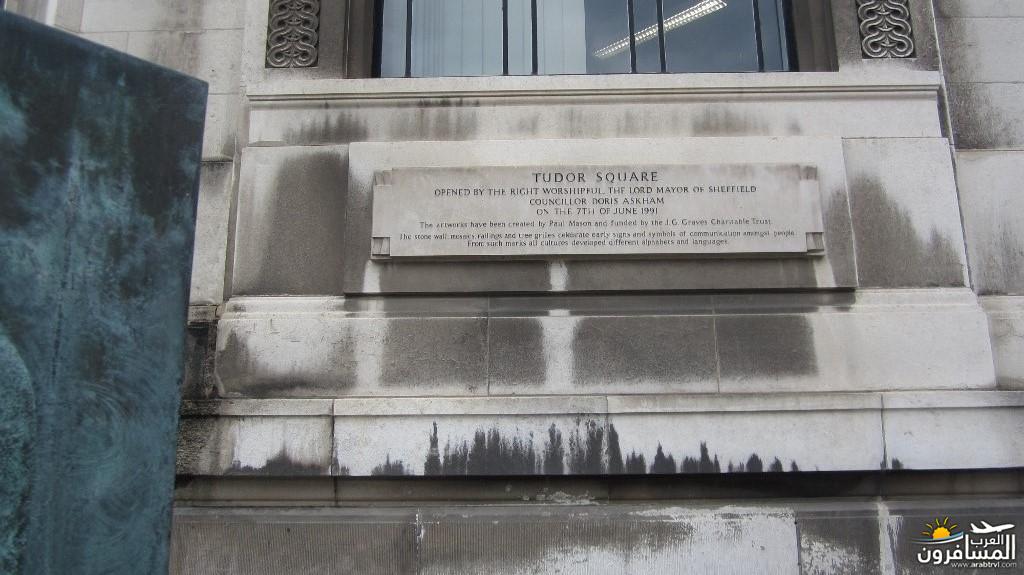 TUDOR SQUARE
OPENED BY THE RIGHT WORSHIPFUL, THE LORD MAYOR OF SHEFFIELD
COUNCILLOR DORIS ASKHAM
ON THE 7TH OF JUNE 1991
The artworks have been created by Paul Mason and funded by the J.G. Graves Charitable Trust.
The stone wall, mosaics, railings and tree grilles celebrate early signs and symbols of communication amongst people.
From such marks all cultures developed different alphabets and languages.
العرب
المسافرون
www.arabtrvl.com